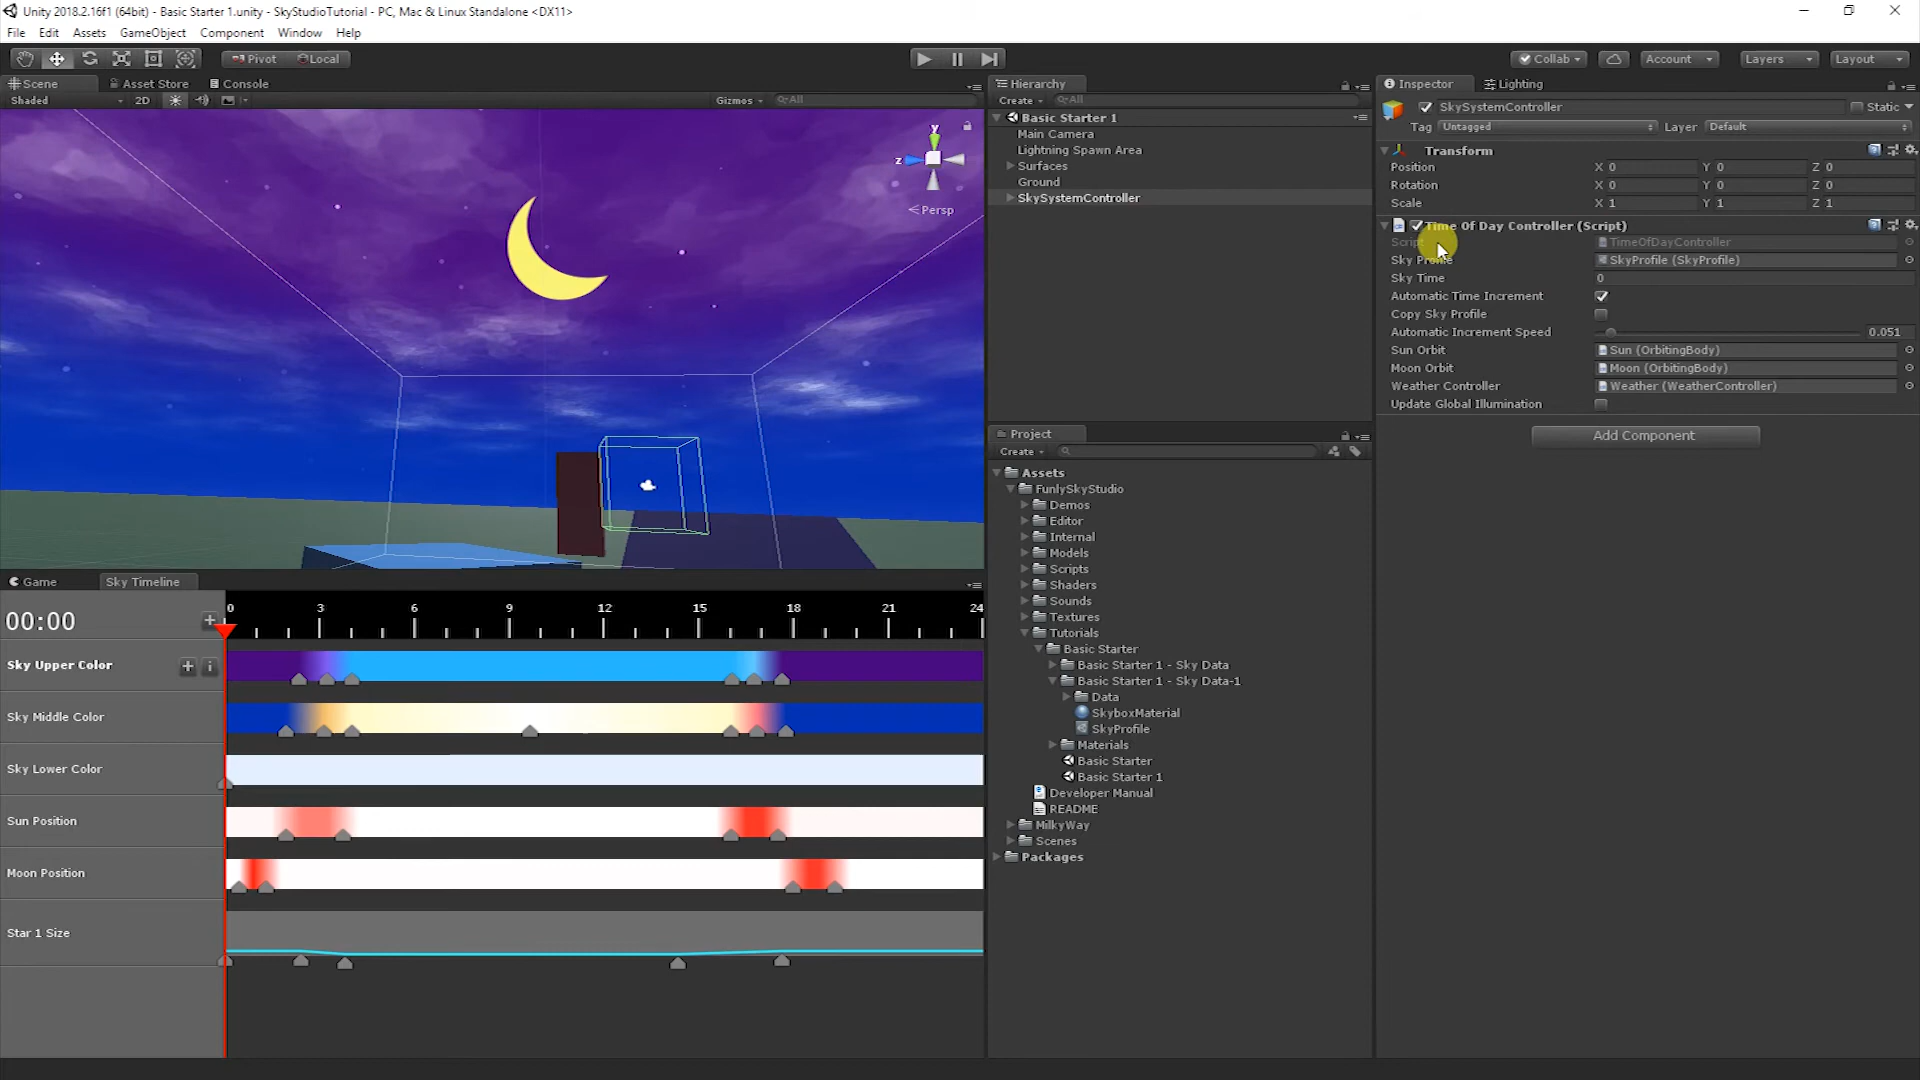 Unity 2018.2.16f1 (64bit) - Basic Starter 1.unity - SkyStudioTutorial - PC, Mac & Linux Standalone <DX11>
File Edit Assets GameObject Component Window Help
Pivot Local Collab Account Layers Layout
Scene Asset Store Console
Shaded 2D Gizmos All
y
z
Persp
Hierarchy
Create All
Basic Starter 1
Main Camera
Lightning Spawn Area
Surfaces
Ground
SkySystemController
Inspector Lighting
SkySystemController Static
Tag Untagged Layer Default
Transform
Position X 0 Y 0 Z 0
Rotation X 0 Y 0 Z 0
Scale X 1 Y 1 Z 1
Time Of Day Controller (Script)
Script TimeOfDayController
Sky Profile SkyProfile (SkyProfile)
Sky Time 0
Automatic Time Increment
Copy Sky Profile
Automatic Increment Speed 0.051
Sun Orbit Sun (OrbitingBody)
Moon Orbit Moon (OrbitingBody)
Weather Controller Weather (WeatherController)
Update Global Illumination
Add Component
Project
Create
Assets
FunlySkyStudio
Demos
Editor
Internal
Models
Scripts
Shaders
Sounds
Textures
Tutorials
Basic Starter
Basic Starter 1 - Sky Data
Basic Starter 1 - Sky Data-1
Data
SkyboxMaterial
SkyProfile
Materials
Basic Starter
Basic Starter 1
Developer Manual
README
MilkyWay
Scenes
Packages
Game Sky Timeline
00:00 + 0 3 6 9 12 15 18 21 24
Sky Upper Color + i
Sky Middle Color
Sky Lower Color
Sun Position
Moon Position
Star 1 Size